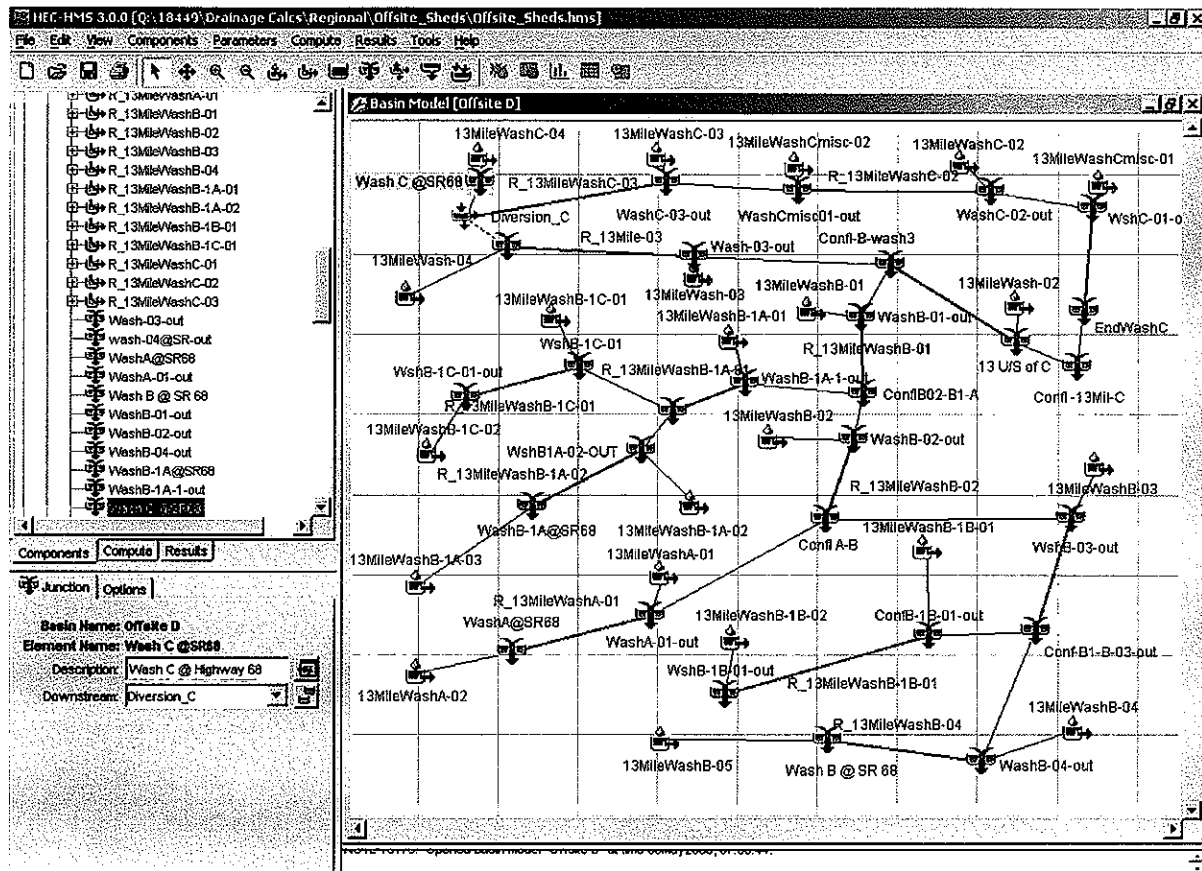 HEC-HMS 3.0.0 [Q:\18449\Drainage Calcs\Regional\Offsite_Sheds\Offsite_Sheds.hms]
File Edit View Components Parameters Compute Results Tools Help
R_13MileWashA-01
R_13MileWashB-01
R_13MileWashB-02
R_13MileWashB-03
R_13MileWashB-04
R_13MileWashB-1A-01
R_13MileWashB-1A-02
R_13MileWashB-1B-01
R_13MileWashB-1C-01
R_13MileWashC-01
R_13MileWashC-02
R_13MileWashC-03
Wash-03-out
wash-04@SR-out
WashA@SR68
WashA-01-out
Wash B @ SR 68
WashB-01-out
WashB-02-out
WashB-04-out
WashB-1A@SR68
WashB-1A-1-out
Components Compute Results
Junction Options
Basin Name: Offsite D
Element Name: Wash C @SR68
Description: Wash C @ Highway 68
Downstream: Diversion_C
Basin Model [Offsite D]
13MileWashC-04
13MileWashC-03
13MileWashCmisc-02
13MileWashC-02
13MileWashCmisc-01
Wash C @SR68
R_13MileWashC-03
R_13MileWashC-02
Diversion_C
WashC-03-out
WashCmisc01-out
WashC-02-out
WshC-01-o
R_13Mile-03
Wash-03-out
Confl-B-wash3
13MileWash-04
13MileWash-03
13MileWashB-01
13MileWash-02
13MileWashB-1C-01
13MileWashB-1A-01
WashB-01-out
EndWashC
WshB-1C-01
R_13MileWashB-01
WshB-1C-01-out
R_13MileWashB-1A-01
WashB-1A-1-out
13 U/S of C
R_13MileWashB-1C-01
ConflB02-B1-A
Confl-13Mil-C
13MileWashB-1C-02
13MileWashB-02
WshB1A-02-OUT
WashB-02-out
R_13MileWashB-1A-02
R_13MileWashB-02
13MileWashB-03
WashB-1A@SR68
13MileWashB-1A-02
13MileWashB-1B-01
Confl A-B
WshB-03-out
13MileWashB-1A-03
13MileWashA-01
R_13MileWashA-01
WashA@SR68
13MileWashB-1B-02
ConfB-1B-01-out
WashA-01-out
WshB-1B-01-out
Conf-B1-B-03-out
13MileWashA-02
R_13MileWashB-1B-01
13MileWashB-04
R_13MileWashB-04
13MileWashB-05
Wash B @ SR 68
WashB-04-out